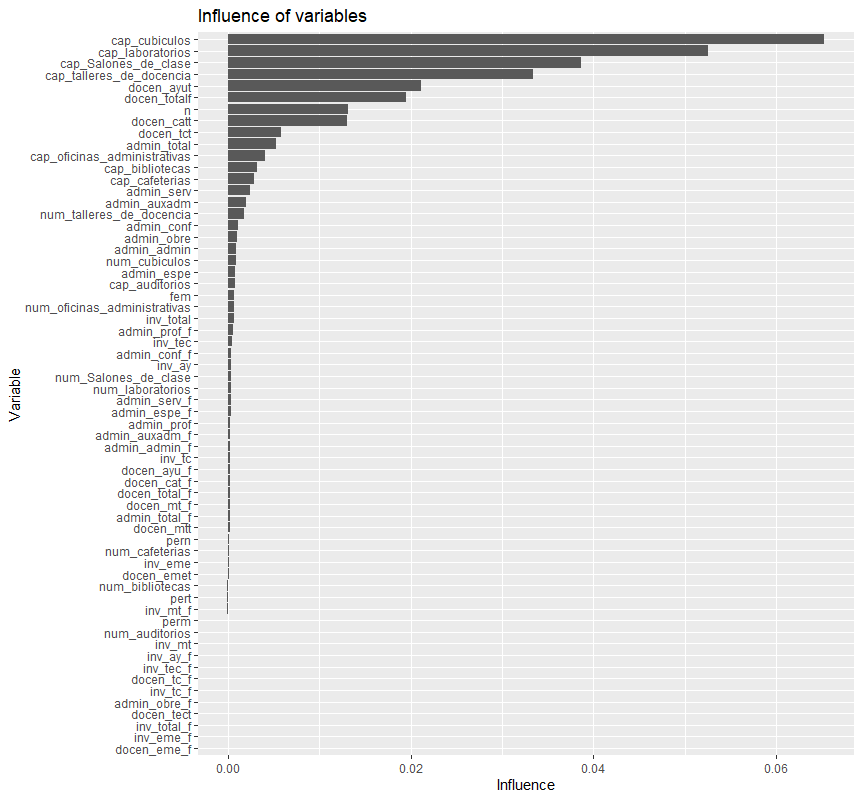 Influence of variables
cap_cubiculos
cap_laboratorios
cap_Salones_de_clase
cap_talleres_de_docencia
docen_ayut
docen_totalf
n
docen_catt
docen_tct
admin_total
cap_oficinas_administrativas
cap_bibliotecas
cap_cafeterias
admin_serv
admin_auxadm
num_talleres_de_docencia
admin_conf
admin_obre
admin_admin
num_cubiculos
admin_espe
cap_auditorios
fem
num_oficinas_administrativas
inv_total
admin_prof_f
inv_tec
admin_conf_f
inv_ay
num_Salones_de_clase
num_laboratorios
admin_serv_f
admin_espe_f
admin_prof
admin_auxadm_f
admin_admin_f
inv_tc
docen_ayu_f
docen_cat_f
docen_total_f
docen_mt_f
admin_total_f
docen_mtt
pern
num_cafeterias
inv_eme
docen_emet
num_bibliotecas
pert
inv_mt_f
perm
num_auditorios
inv_mt
inv_ay_f
inv_tec_f
docen_tc_f
inv_tc_f
admin_obre_f
docen_tect
inv_total_f
inv_eme_f
docen_eme_f
Variable
0.00 0.02 0.04 0.06
Influence